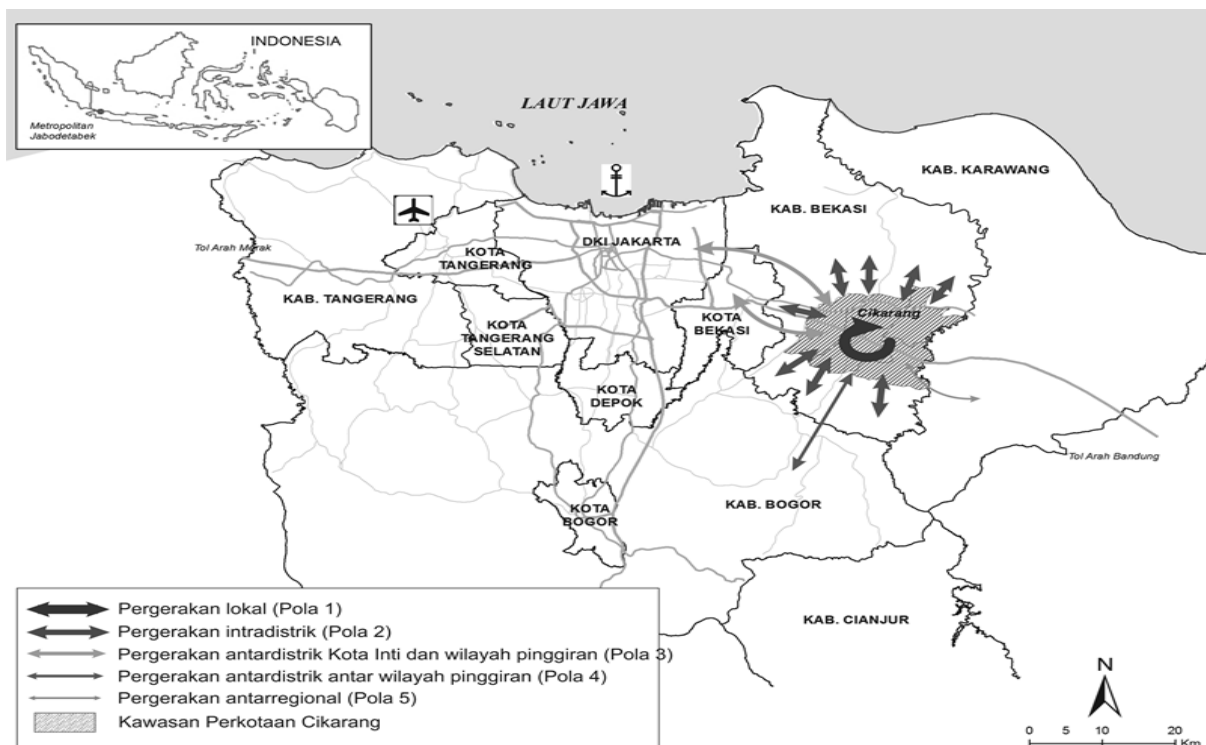 INDONESIA
Metropolitan
Jabodetabek
LAUT JAWA
KAB. KARAWANG
KAB. BEKASI
DKI JAKARTA
Tol Arah Merak
KOTA
TANGERANG
KAB. TANGERANG
KOTA
TANGERANG
SELATAN
KOTA
BEKASI
Cikarang
KOTA
DEPOK
Tol Arah Bandung
KOTA
BOGOR
KAB. BOGOR
KAB. CIANJUR
Pergerakan lokal (Pola 1)
Pergerakan intradistrik (Pola 2)
Pergerakan antardistrik Kota Inti dan wilayah pinggiran (Pola 3)
Pergerakan antardistrik antar wilayah pinggiran (Pola 4)
Pergerakan antarregional (Pola 5)
Kawasan Perkotaan Cikarang
N
0 5 10 20
Km